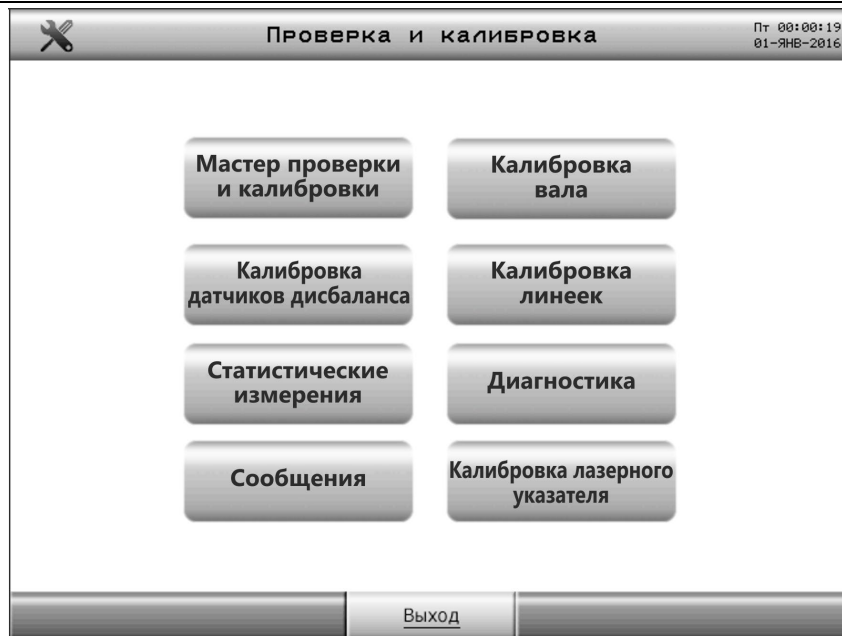 Проверка и калибровка
Пт 00:00:19
01-ЯНВ-2016
Мастер проверки
и калибровки
Калибровка
вала
Калибровка
датчиков дисбаланса
Калибровка
линеек
Статистические
измерения
Диагностика
Сообщения
Калибровка лазерного
указателя
Выход